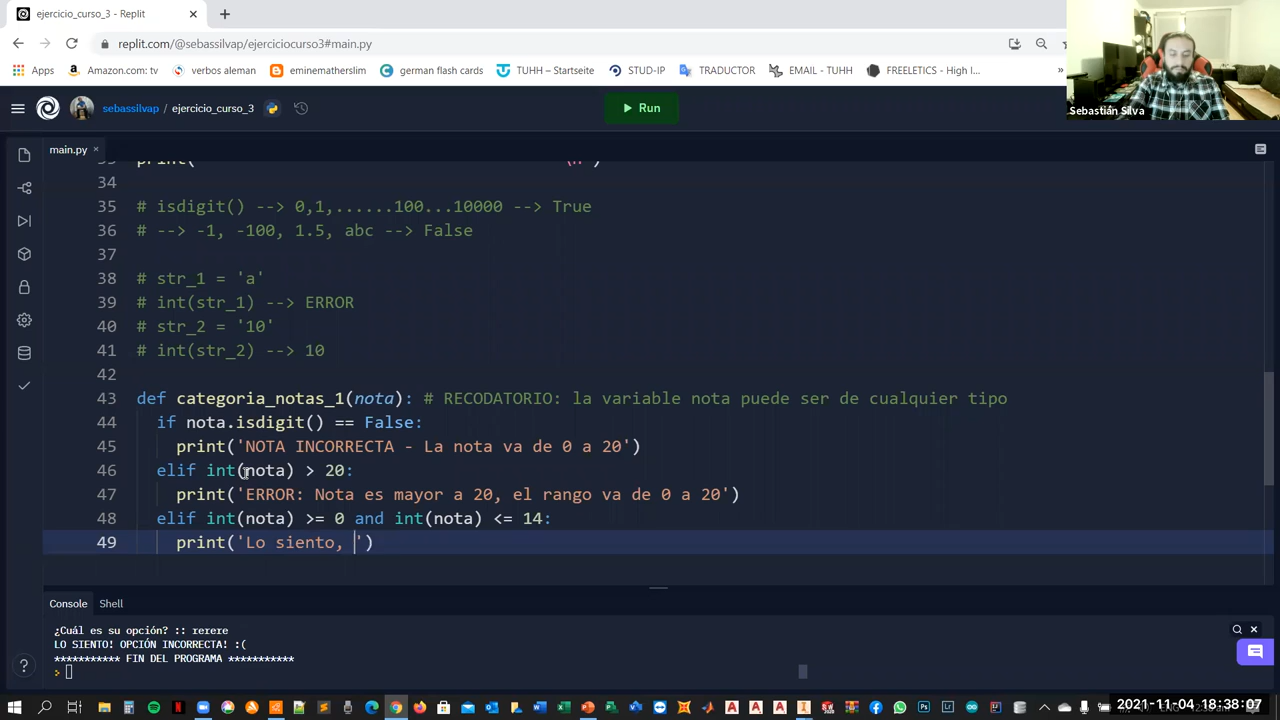 ejercicio_curso_3 - Replit
replit.com/@sebassilvap/ejerciciocurso3#main.py
Apps Amazon.com: tv verbos aleman eminematherslim german flash cards TUHH – Startseite STUD-IP TRADUCTOR EMAIL - TUHH FREELETICS - High I... »
Sebastián Silva
sebassilvap / ejercicio_curso_3
Run
main.py
34
35 # isdigit() --> 0,1,......100...10000 --> True
36 # --> -1, -100, 1.5, abc --> False
37
38 # str_1 = 'a'
39 # int(str_1) --> ERROR
40 # str_2 = '10'
41 # int(str_2) --> 10
42
43 def categoria_notas_1(nota): # RECODATORIO: la variable nota puede ser de cualquier tipo
44 if nota.isdigit() == False:
45 print('NOTA INCORRECTA - La nota va de 0 a 20')
46 elif int(nota) > 20:
47 print('ERROR: Nota es mayor a 20, el rango va de 0 a 20')
48 elif int(nota) >= 0 and int(nota) <= 14:
49 print('Lo siento, ')
Console Shell
¿Cuál es su opción? :: rerere
LO SIENTO! OPCIÓN INCORRECTA! :(
*********** FIN DEL PROGRAMA ***********
>
2021-11-04 18:38:07